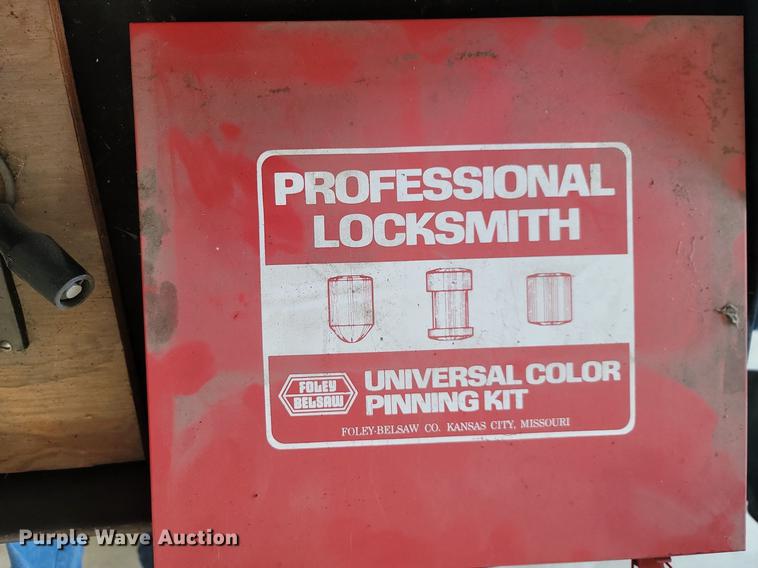 PROFESSIONAL
LOCKSMITH
FOLEY
BELSAW
UNIVERSAL COLOR
PINNING KIT
FOLEY-BELSAW CO. KANSAS CITY, MISSOURI
Purple Wave Auction